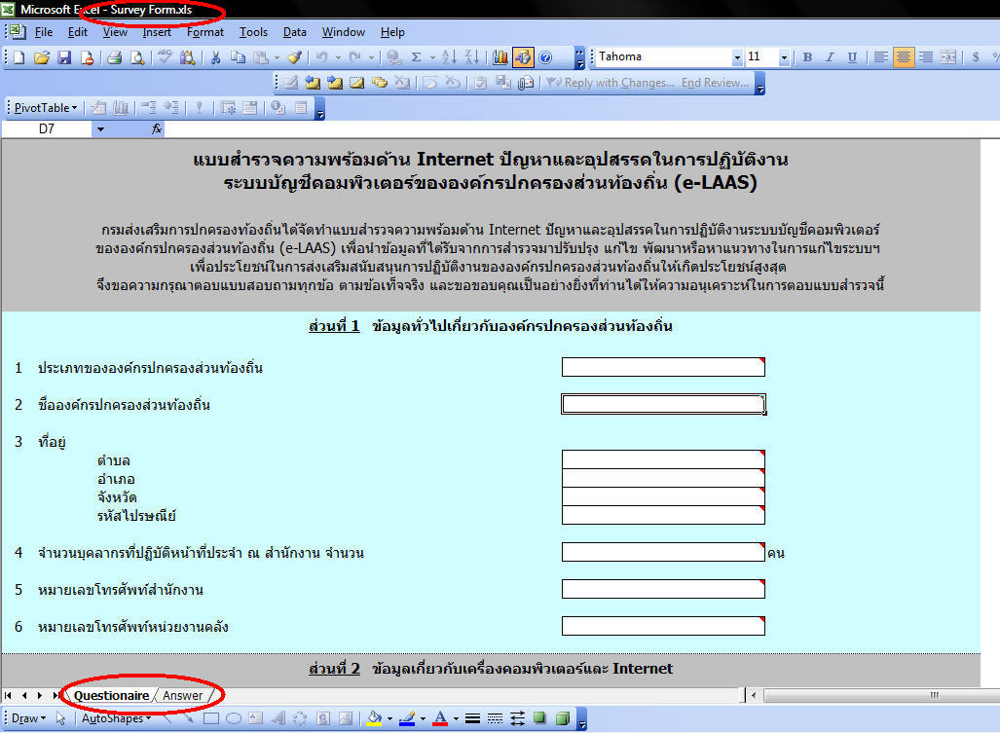 Microsoft Excel - Survey Form.xls
File Edit View Insert Format Tools Data Window Help
Tahoma 11 B I U $
Reply with Changes... End Review...
PivotTable
D7 fx
แบบสำรวจความพร้อมด้าน Internet ปัญหาและอุปสรรคในการปฏิบัติงาน
ระบบบัญชีคอมพิวเตอร์ขององค์กรปกครองส่วนท้องถิ่น (e-LAAS)
กรมส่งเสริมการปกครองท้องถิ่นได้จัดทำแบบสำรวจความพร้อมด้าน Internet ปัญหาและอุปสรรคในการปฏิบัติงานระบบบัญชีคอมพิวเตอร์
ขององค์กรปกครองส่วนท้องถิ่น (e-LAAS) เพื่อนำข้อมูลที่ได้รับจากการสำรวจมาปรับปรุง แก้ไข พัฒนาหรือหาแนวทางในการแก้ไขระบบฯ
เพื่อประโยชน์ในการส่งเสริมสนับสนุนการปฏิบัติงานขององค์กรปกครองส่วนท้องถิ่นให้เกิดประโยชน์สูงสุด
จึงขอความกรุณาตอบแบบสอบถามทุกข้อ ตามข้อเท็จจริง และขอขอบคุณเป็นอย่างยิ่งที่ท่านได้ให้ความอนุเคราะห์ในการตอบแบบสำรวจนี้
ส่วนที่ 1 ข้อมูลทั่วไปเกี่ยวกับองค์กรปกครองส่วนท้องถิ่น
1 ประเภทขององค์กรปกครองส่วนท้องถิ่น
2 ชื่อองค์กรปกครองส่วนท้องถิ่น
3 ที่อยู่
ตำบล
อำเภอ
จังหวัด
รหัสไปรษณีย์
4 จำนวนบุคลากรที่ปฏิบัติหน้าที่ประจำ ณ สำนักงาน จำนวน คน
5 หมายเลขโทรศัพท์สำนักงาน
6 หมายเลขโทรศัพท์หน่วยงานคลัง
ส่วนที่ 2 ข้อมูลเกี่ยวกับเครื่องคอมพิวเตอร์และ Internet
Questionaire Answer
Draw AutoShapes